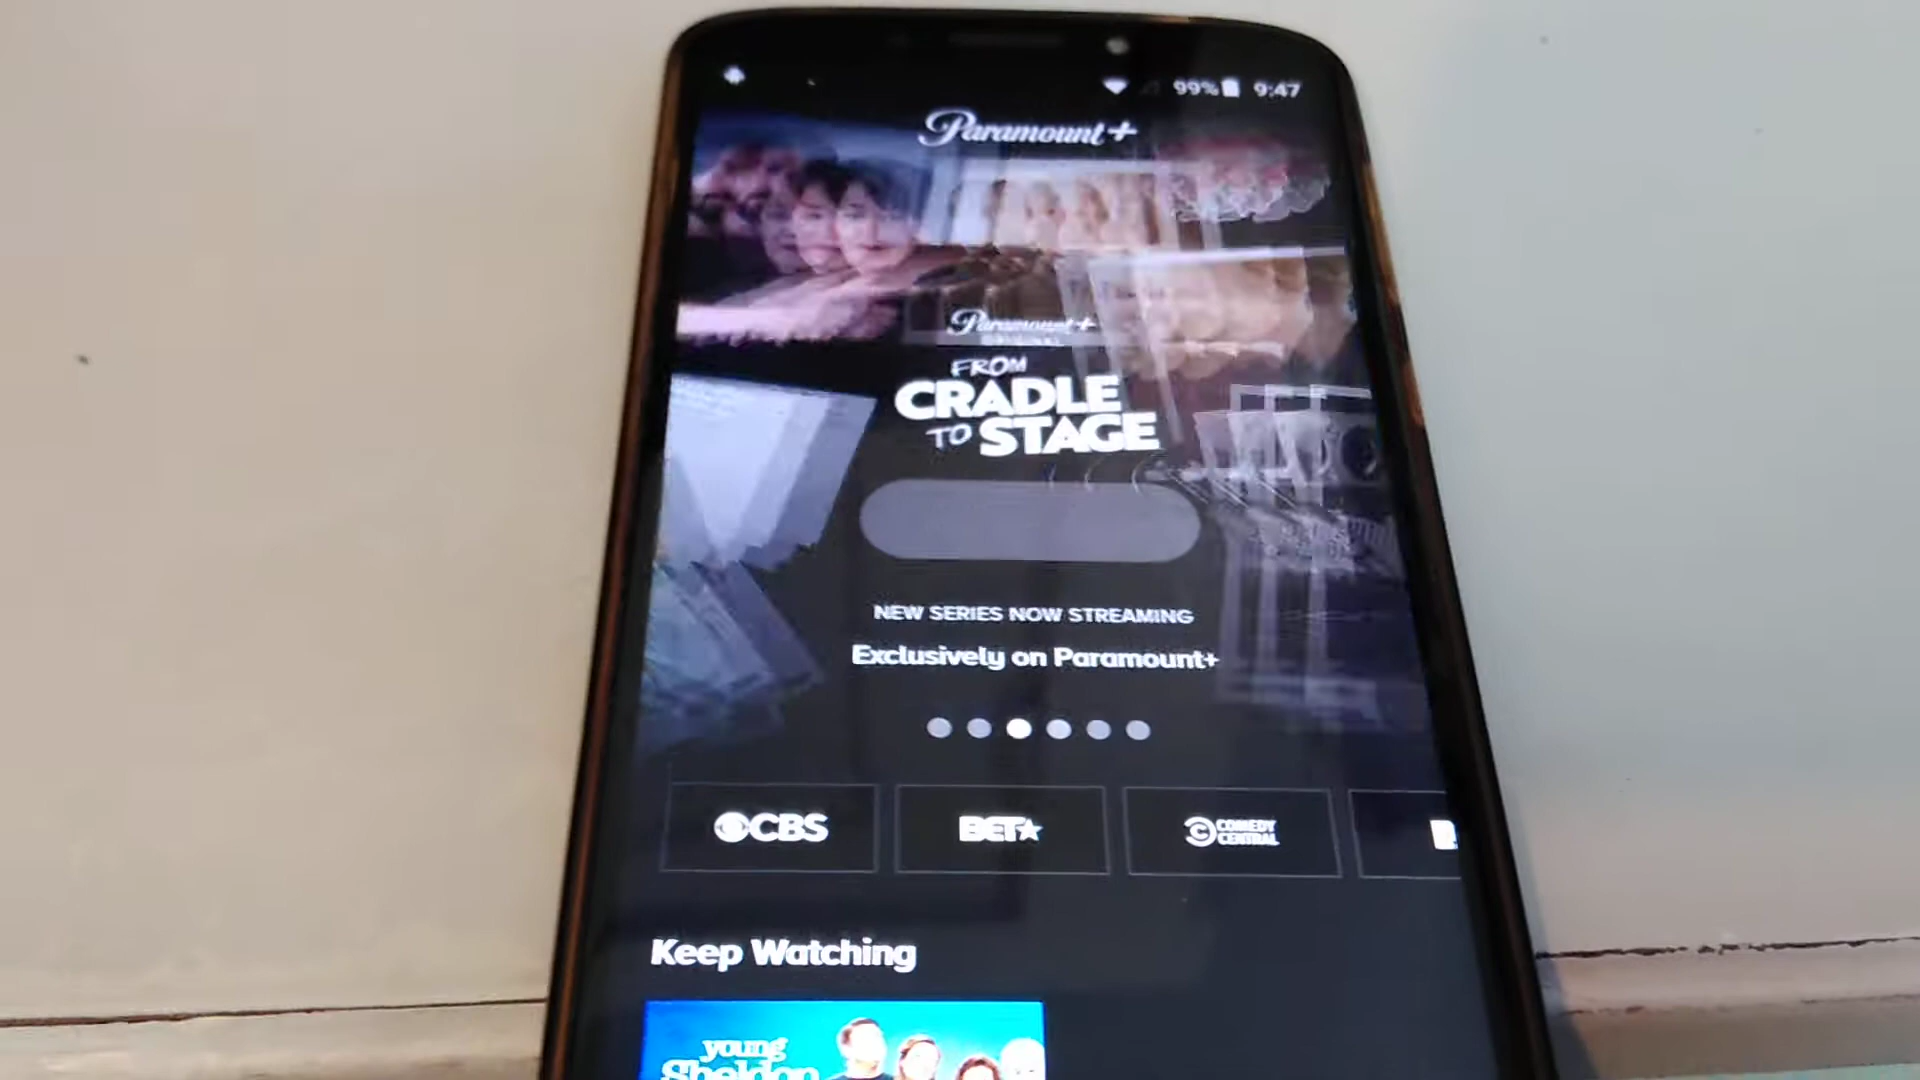 99% 9:47
Paramount+
Paramount+
ORIGINAL
FROM
CRADLE
TO STAGE
NEW SERIES NOW STREAMING
Exclusively on Paramount+
CBS
BET
COMEDY
CENTRAL
Keep Watching
young
Sheldon